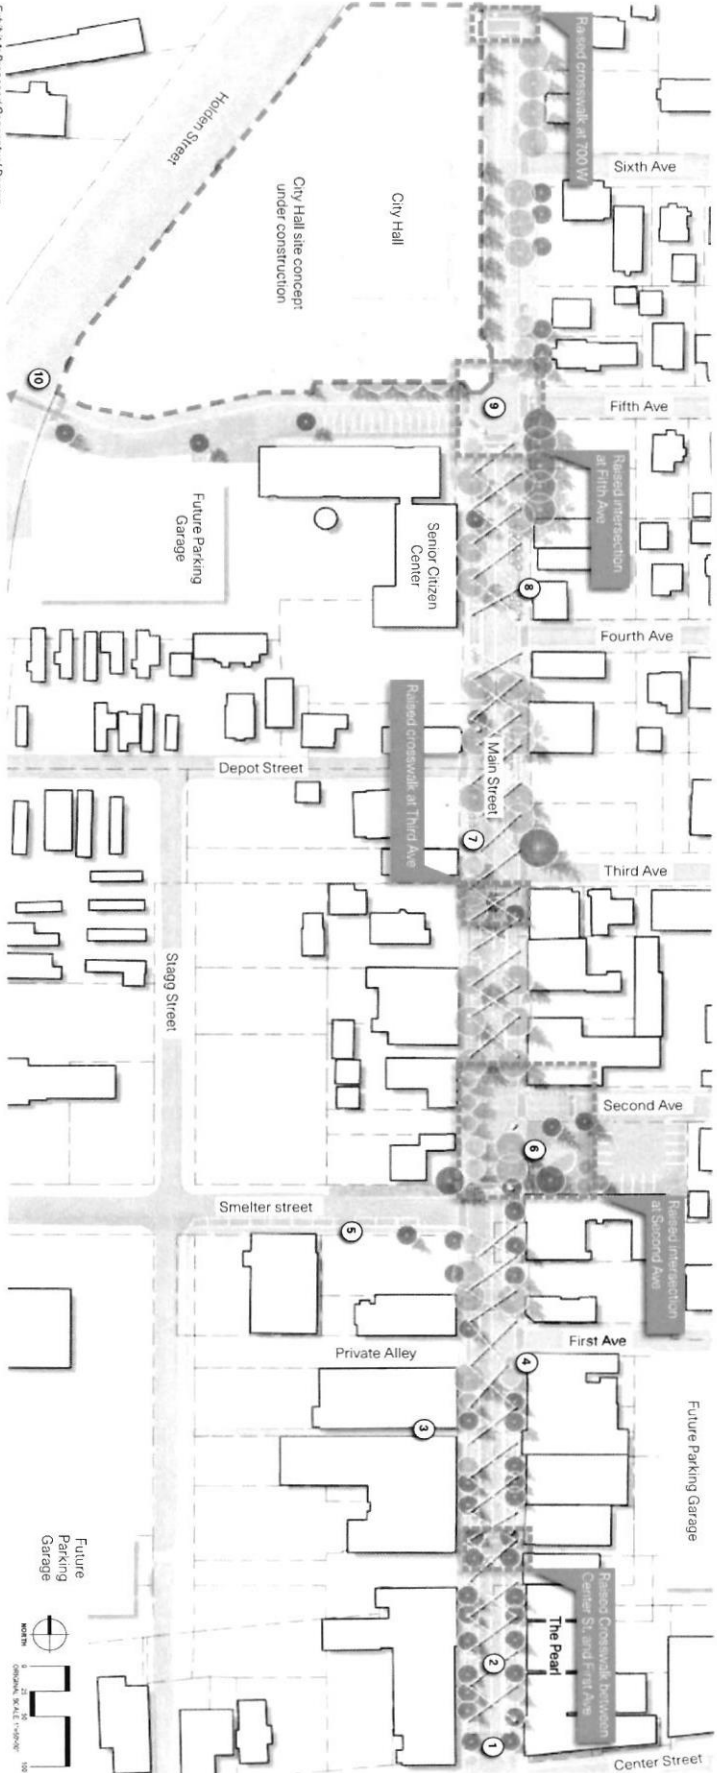 Raised crosswalk at 700 W
Sixth Ave
Holden Street
City Hall
City Hall site concept
under construction
10
9
Fifth Ave
Raised intersection
at Fifth Ave
Future Parking
Garage
Senior Citizen
Center
8
Fourth Ave
Raised crosswalk at Third Ave
Main Street
Depot Street
7
Third Ave
Stagg Street
Second Ave
6
Smelter street
5
Raised intersection
at Second Ave
First Ave
Private Alley
4
3
Future Parking Garage
Future
Parking
Garage
Raised Crosswalk between
Center St. and First Ave
The Pearl
2
1
Center Street
NORTH
0
25
50
100